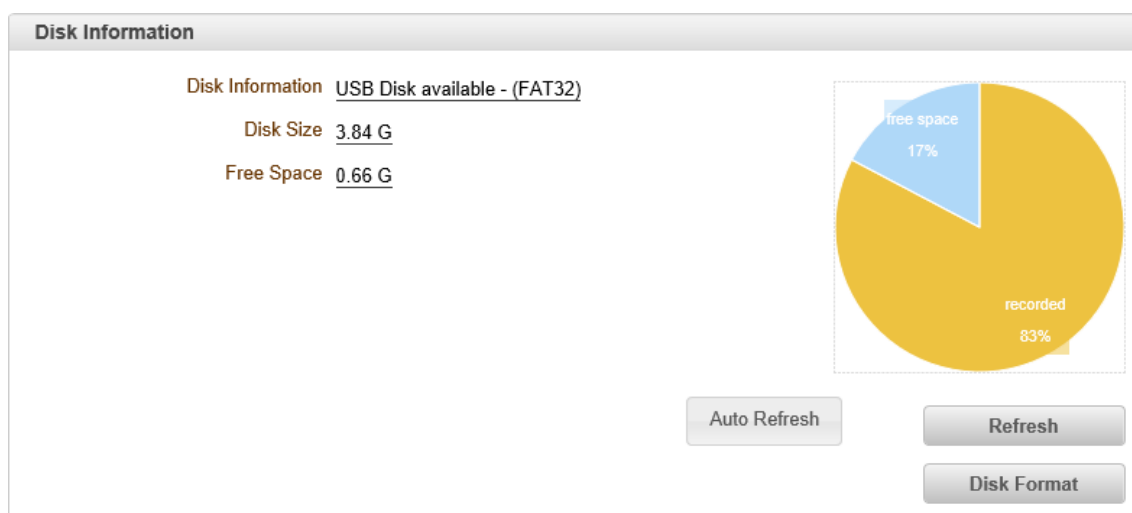 Disk Information
Disk Information USB Disk available - (FAT32)
Disk Size 3.84 G
Free Space 0.66 G
free space
17%
recorded
83%
Auto Refresh
Refresh
Disk Format